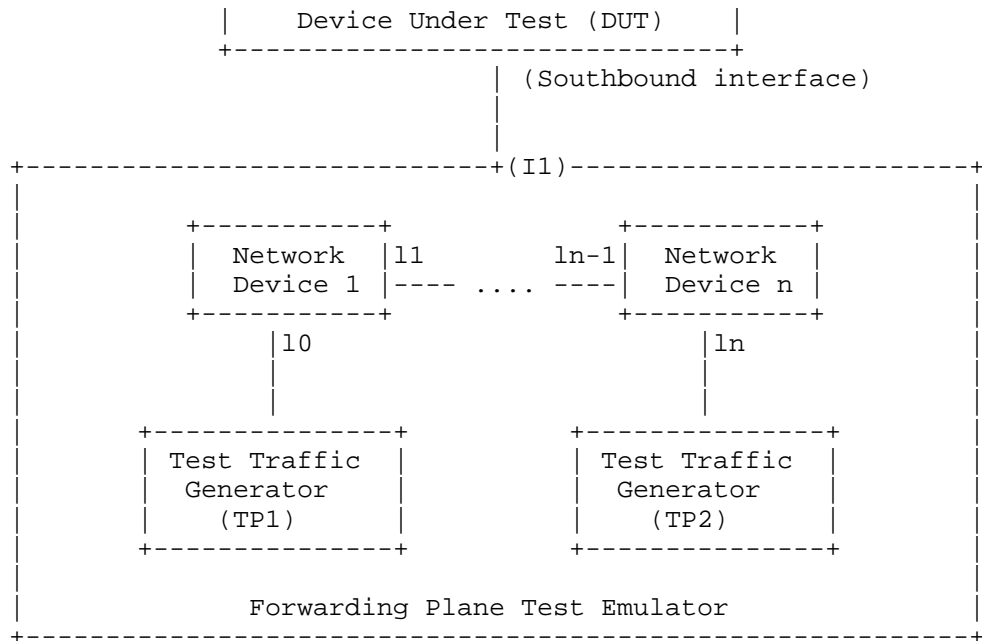 Device Under Test (DUT)
(Southbound interface)
(I1)
Network Network
l1 ln-1
Device 1 .... Device n
l0 ln
Test Traffic Test Traffic
Generator Generator
(TP1) (TP2)
Forwarding Plane Test Emulator